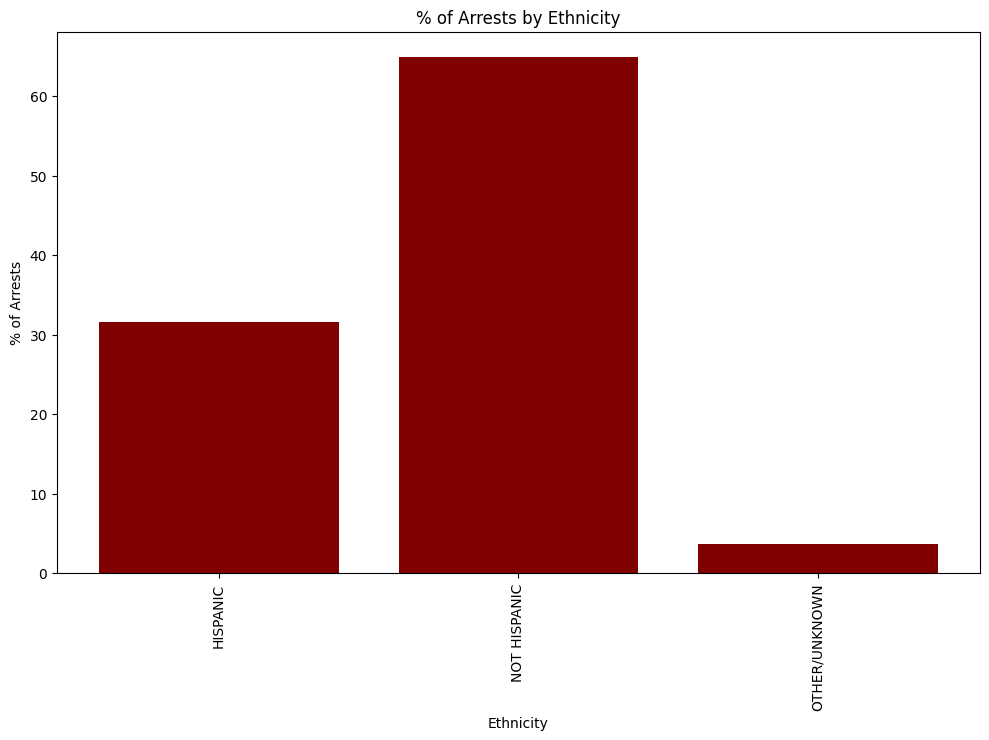 % of Arrests by Ethnicity
% of Arrests
60
50
40
30
20
10
0
HISPANIC
NOT HISPANIC
OTHER/UNKNOWN
Ethnicity